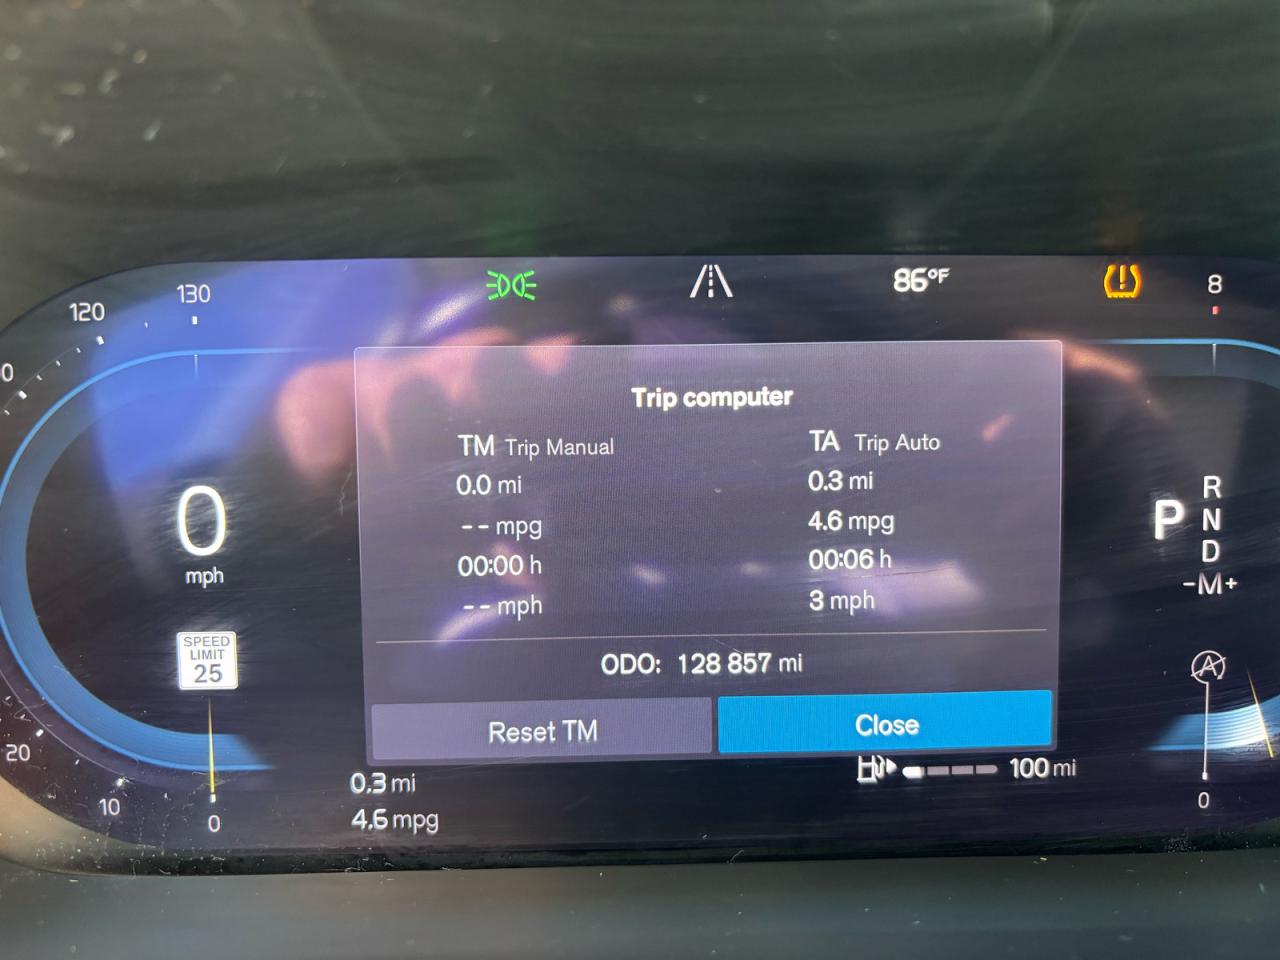 120
130
86°F
8
0
Trip computer
TM Trip Manual
0.0 mi
-- mpg
00:00 h
-- mph
TA Trip Auto
0.3 mi
4.6 mpg
00:06 h
3 mph
ODO: 128 857 mi
Reset TM
Close
0
mph
SPEED
LIMIT
25
P
R
N
D
-M+
A
20
10
0
0.3 mi
4.6 mpg
100 mi
0